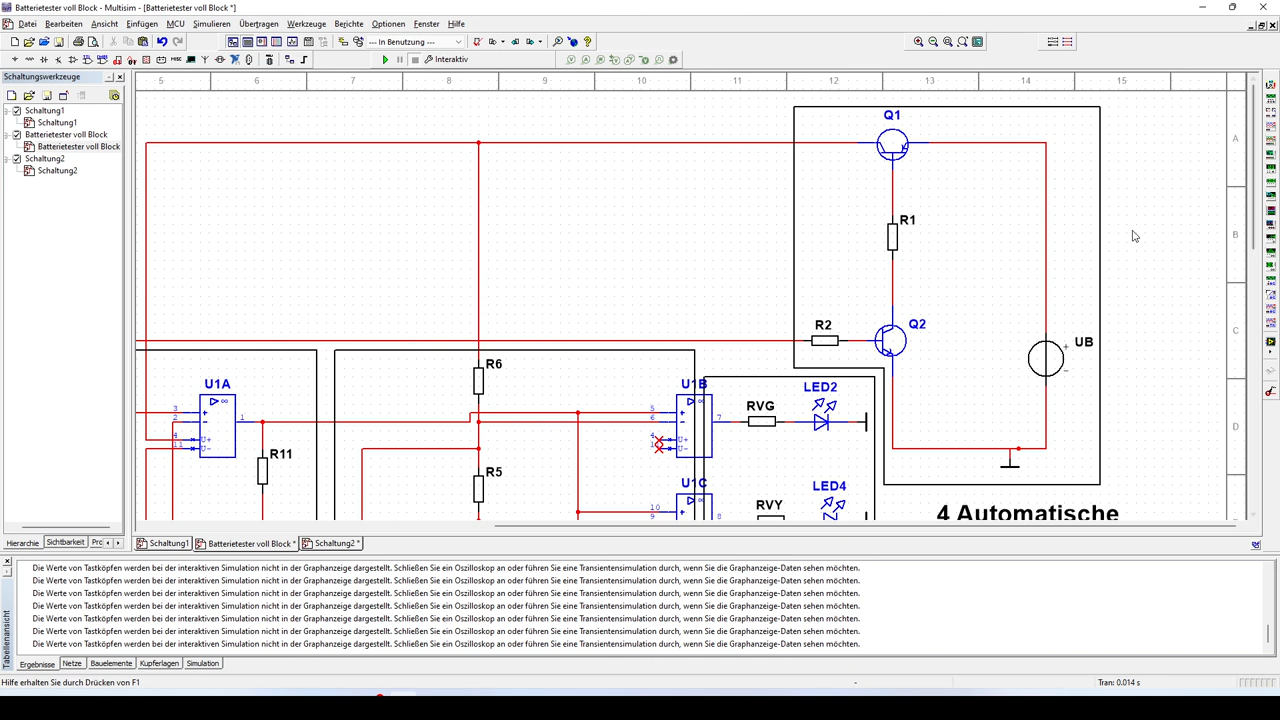 Batterietester voll Block - Multisim - [Batterietester voll Block *]
Datei Bearbeiten Ansicht Einfügen MCU Simulieren Übertragen Werkzeuge Berichte Optionen Fenster Hilfe
--- In Benutzung ---
Interaktiv
Schaltungswerkzeuge
Schaltung1
Schaltung1
Batterietester voll Block
Batterietester voll Block
Schaltung2
Schaltung2
5 6 7 8 9 10 11 12 13 14 15
A
B
C
D
Q1
R1
R2
Q2
UB
+
-
R6
U1A
3
2
4
11
+
-
U+
U-
1
R11
R5
U1B
5
6
4
+
-
U+
U-
7
RVG
LED2
U1C
10
9
8
RVY
LED4
4 Automatische
Hierarchie Sichtbarkeit
Schaltung1 Batterietester voll Block * Schaltung2 *
Die Werte von Tastköpfen werden bei der interaktiven Simulation nicht in der Graphanzeige dargestellt. Schließen Sie ein Oszilloskop an oder führen Sie eine Transientensimulation durch, wenn Sie die Graphanzeige-Daten sehen möchten.
Die Werte von Tastköpfen werden bei der interaktiven Simulation nicht in der Graphanzeige dargestellt. Schließen Sie ein Oszilloskop an oder führen Sie eine Transientensimulation durch, wenn Sie die Graphanzeige-Daten sehen möchten.
Die Werte von Tastköpfen werden bei der interaktiven Simulation nicht in der Graphanzeige dargestellt. Schließen Sie ein Oszilloskop an oder führen Sie eine Transientensimulation durch, wenn Sie die Graphanzeige-Daten sehen möchten.
Die Werte von Tastköpfen werden bei der interaktiven Simulation nicht in der Graphanzeige dargestellt. Schließen Sie ein Oszilloskop an oder führen Sie eine Transientensimulation durch, wenn Sie die Graphanzeige-Daten sehen möchten.
Die Werte von Tastköpfen werden bei der interaktiven Simulation nicht in der Graphanzeige dargestellt. Schließen Sie ein Oszilloskop an oder führen Sie eine Transientensimulation durch, wenn Sie die Graphanzeige-Daten sehen möchten.
Die Werte von Tastköpfen werden bei der interaktiven Simulation nicht in der Graphanzeige dargestellt. Schließen Sie ein Oszilloskop an oder führen Sie eine Transientensimulation durch, wenn Sie die Graphanzeige-Daten sehen möchten.
Die Werte von Tastköpfen werden bei der interaktiven Simulation nicht in der Graphanzeige dargestellt. Schließen Sie ein Oszilloskop an oder führen Sie eine Transientensimulation durch, wenn Sie die Graphanzeige-Daten sehen möchten.
Tabellenansicht
Ergebnisse Netze Bauelemente Kupferlagen Simulation
Hilfe erhalten Sie durch Drücken von F1
-
Tran: 0.014 s